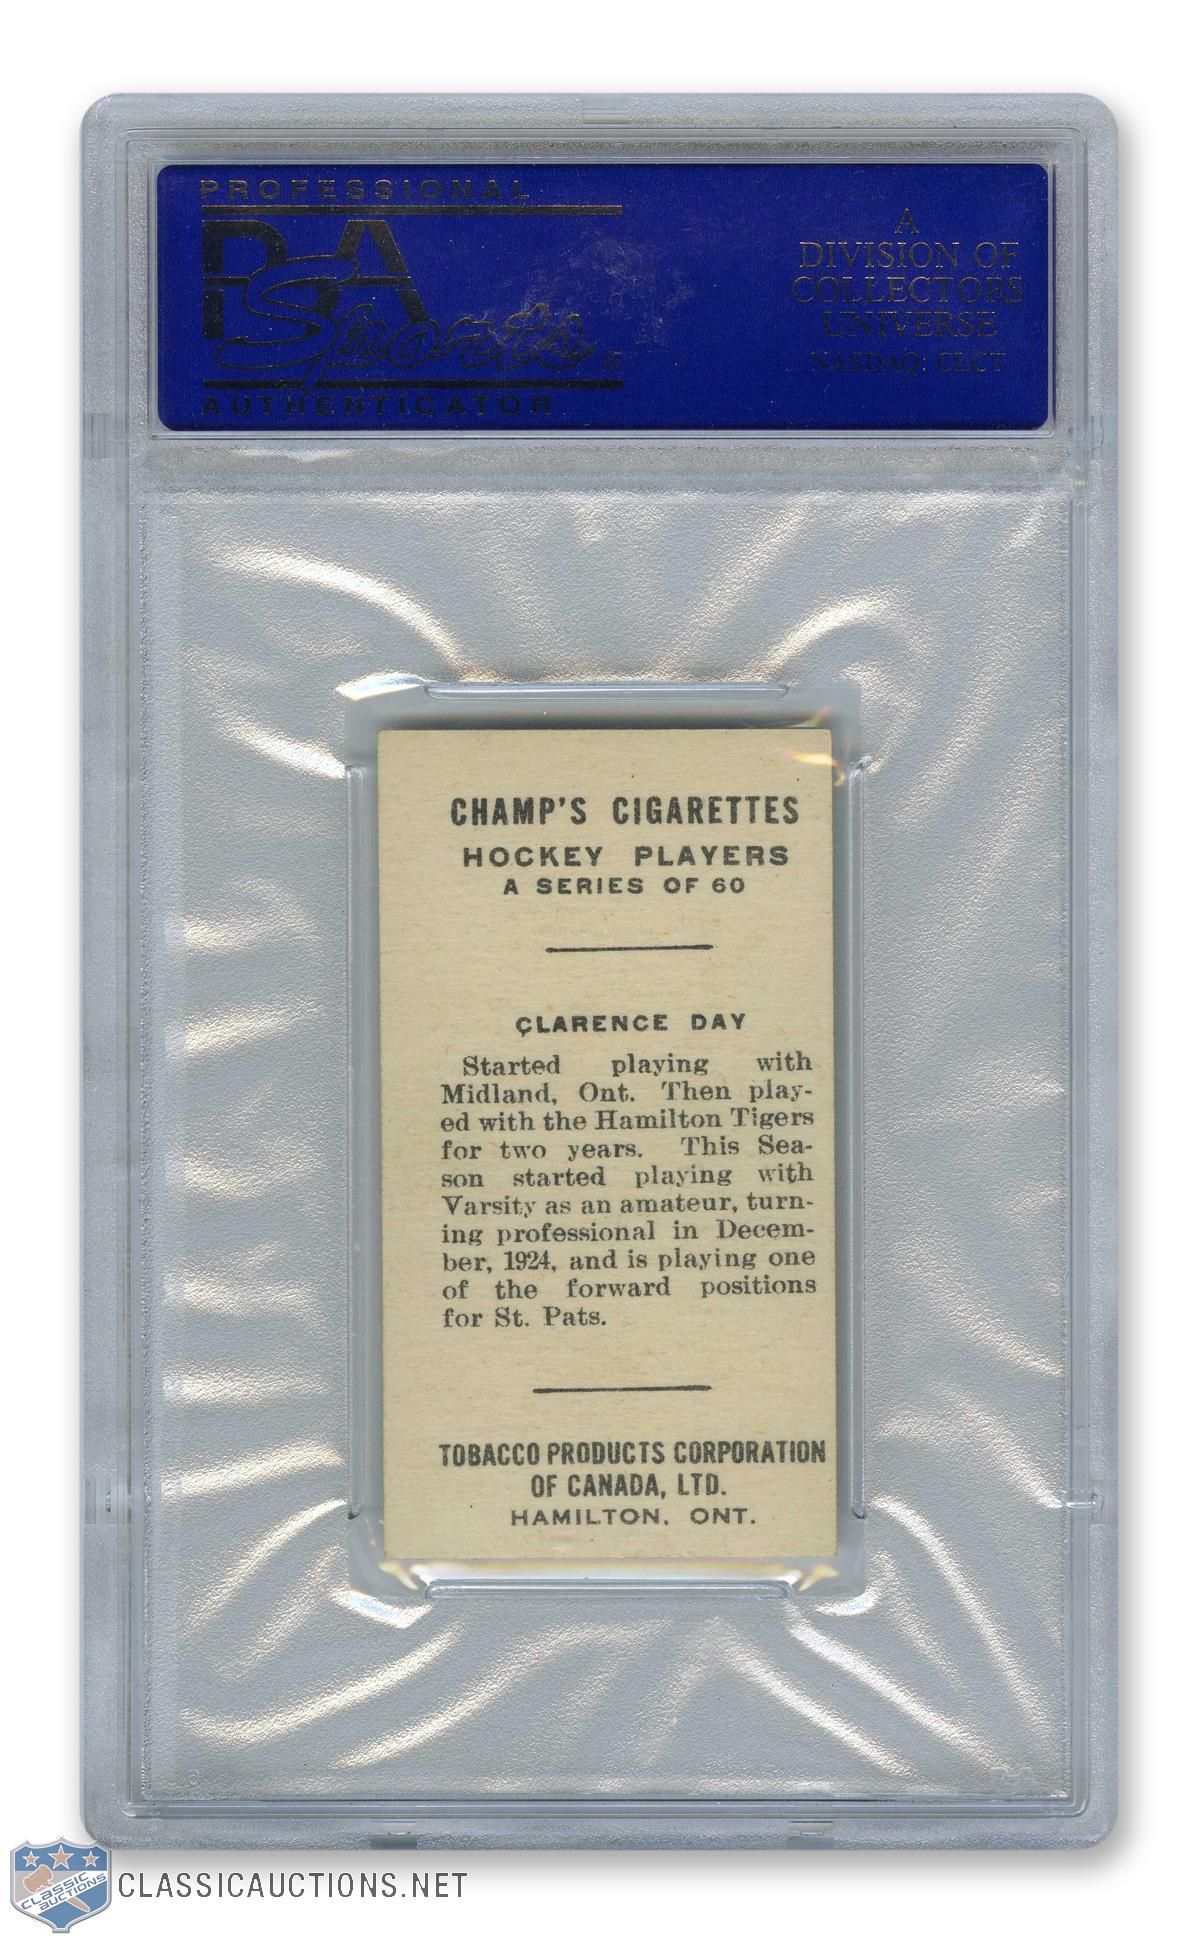 PROFESSIONAL
PSA
Sports
AUTHENTICATOR
A
DIVISION OF
COLLECTORS
UNIVERSE
NASDAQ: CLCT
CHAMP'S CIGARETTES
HOCKEY PLAYERS
A SERIES OF 60
CLARENCE DAY
Started playing with
Midland, Ont. Then play-
ed with the Hamilton Tigers
for two years. This Sea-
son started playing with
Varsity as an amateur, turn-
ing professional in Decem-
ber, 1924, and is playing one
of the forward positions
for St. Pats.
TOBACCO PRODUCTS CORPORATION
OF CANADA, LTD.
HAMILTON, ONT.
CLASSIC
AUCTIONS
CLASSICAUCTIONS.NET